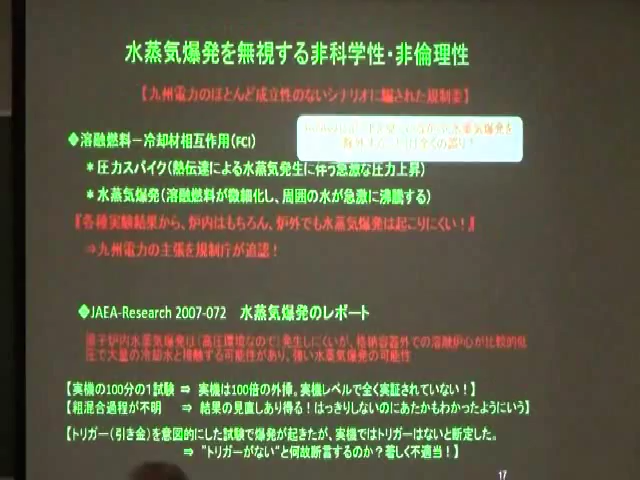 水蒸気爆発を無視する非科学性・非倫理性
【九州電力のほとんど成立性のないシナリオに騙された規制委】
◆溶融燃料－冷却材相互作用(FCI)
水蒸気爆発を
*圧力スパイク(熱伝達による水蒸気発生に伴う急激な圧力上昇)
*水蒸気爆発(溶融燃料が微細化し、周囲の水が急激に沸騰する)
『各種実験結果から、炉内はもちろん、炉外でも水蒸気爆発は起こりにくい!』
⇒九州電力の主張を規制庁が追認!
◆JAEA-Research 2007-072 水蒸気爆発のレポート
原子炉内水蒸気爆発は(高圧環境なので)発生しにくいが、格納容器外での溶融炉心が比較的低
圧で大量の冷却水と接触する可能性があり、強い水蒸気爆発の可能性
【実機の100分の1試験 ⇒ 実機は100倍の外挿。実機レベルで全く実証されていない!】
【粗混合過程が不明 ⇒ 結果の見直しあり得る!はっきりしないのにあたかもわかったようにいう】
【トリガー(引き金)を意図的にした試験で爆発が起きたが、実機ではトリガーはないと断定した。
⇒ "トリガーがない"と何故断言するのか?著しく不適当!】
17